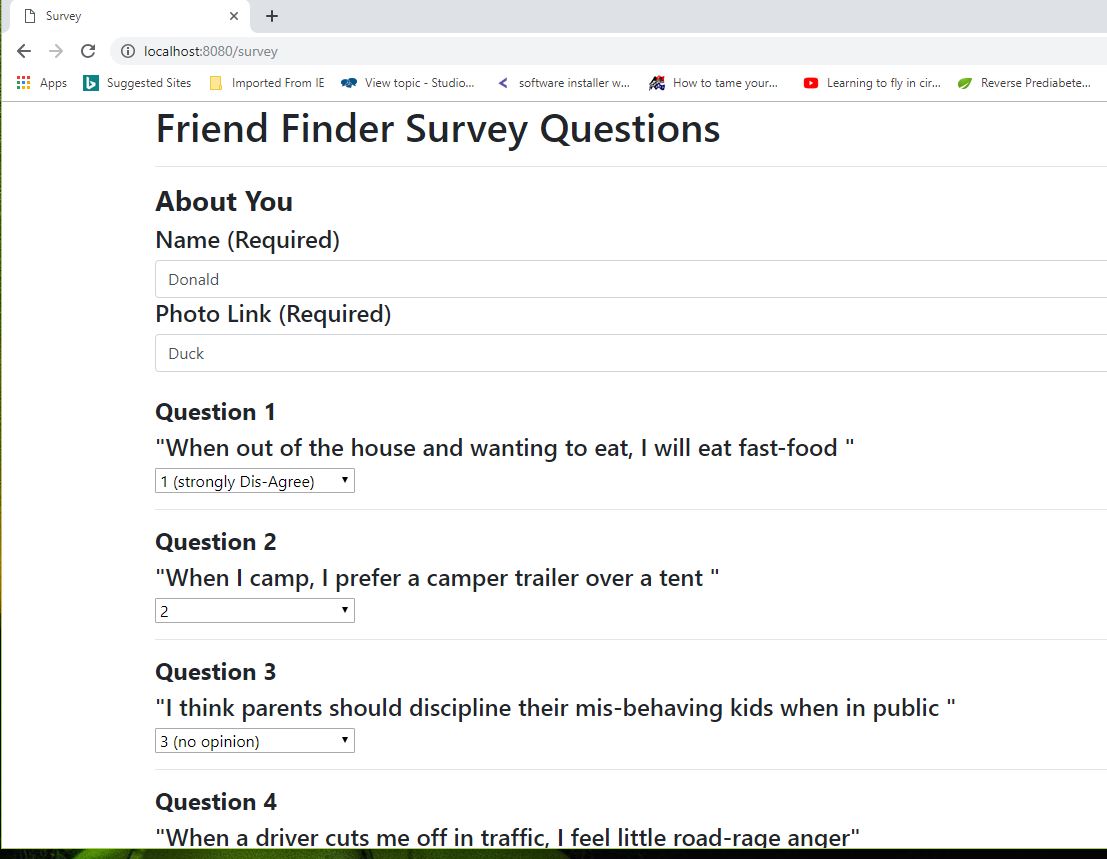 Survey
localhost:8080/survey
Apps Suggested Sites Imported From IE View topic - Studio... software installer w... How to tame your... Learning to fly in cir... Reverse Prediabete...
Friend Finder Survey Questions
About You
Name (Required)
Donald
Photo Link (Required)
Duck
Question 1
"When out of the house and wanting to eat, I will eat fast-food "
1 (strongly Dis-Agree)
Question 2
"When I camp, I prefer a camper trailer over a tent "
2
Question 3
"I think parents should discipline their mis-behaving kids when in public "
3 (no opinion)
Question 4
"When a driver cuts me off in traffic, I feel little road-rage anger"